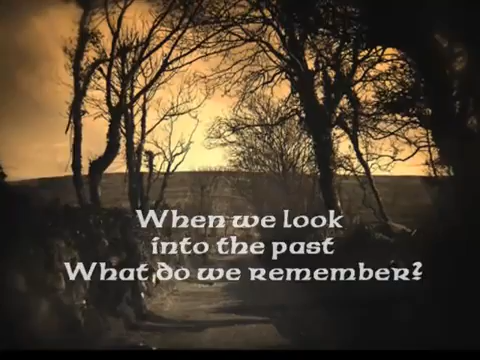 When we look
into the past
What do we remember?